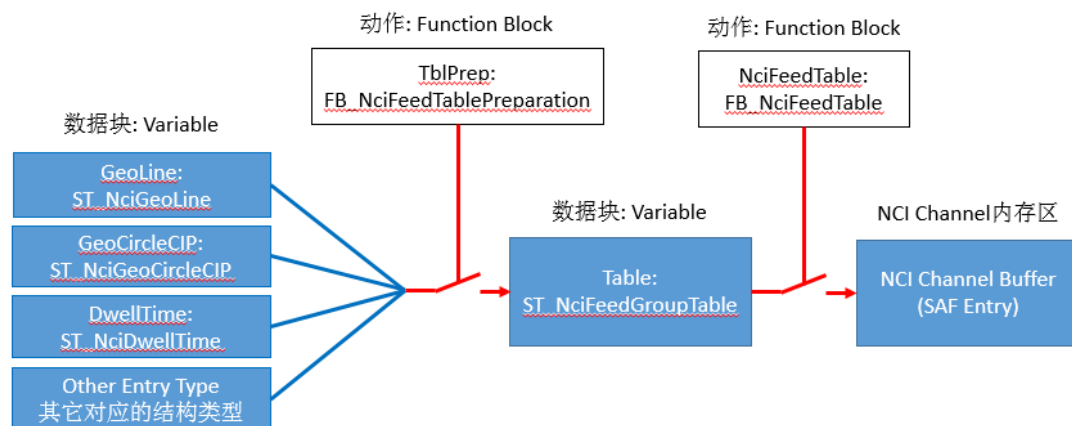 动作: Function Block
TblPrep:
FB_NciFeedTablePreparation
动作: Function Block
NciFeedTable:
FB_NciFeedTable
数据块: Variable
GeoLine:
ST_NciGeoLine
GeoCircleCIP:
ST_NciGeoCircleCIP
DwellTime:
ST_NciDwellTime
Other Entry Type
其它对应的结构类型
数据块: Variable
Table:
ST_NciFeedGroupTable
NCI Channel内存区
NCI Channel Buffer
(SAF Entry)